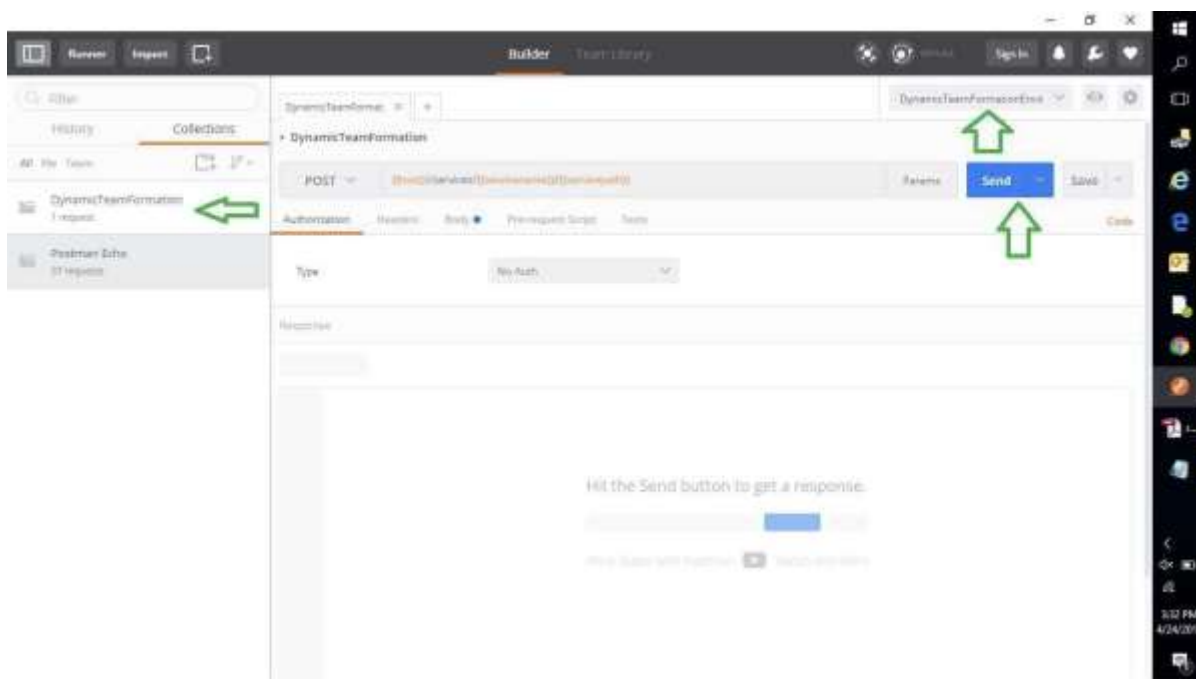 Runner Import Builder Team Library Sign In
Filter
History Collections
All Me Team
DynamicTeamFormation
1 request
Postman Echo
37 requests
DynamicTeamFormat
DynamicTeamFormation
POST Params Send Save
Authorization Headers Body Pre-request Script Tests Code
Type No Auth
Response
Hit the Send button to get a response.
3:32 PM